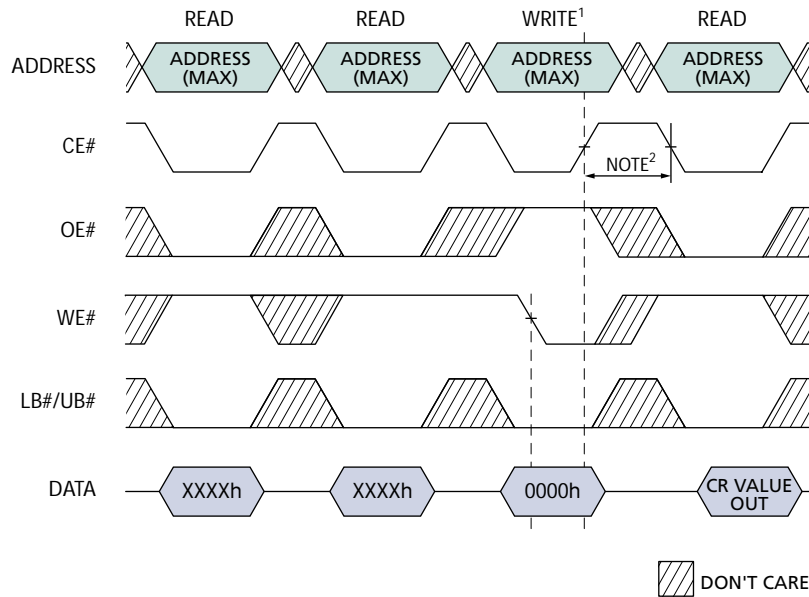 READ READ WRITE¹ READ
ADDRESS ADDRESS ADDRESS ADDRESS ADDRESS
(MAX) (MAX) (MAX) (MAX)
CE#
NOTE²
OE#
WE#
LB#/UB#
DATA XXXXh XXXXh 0000h CR VALUE
OUT
DON'T CARE